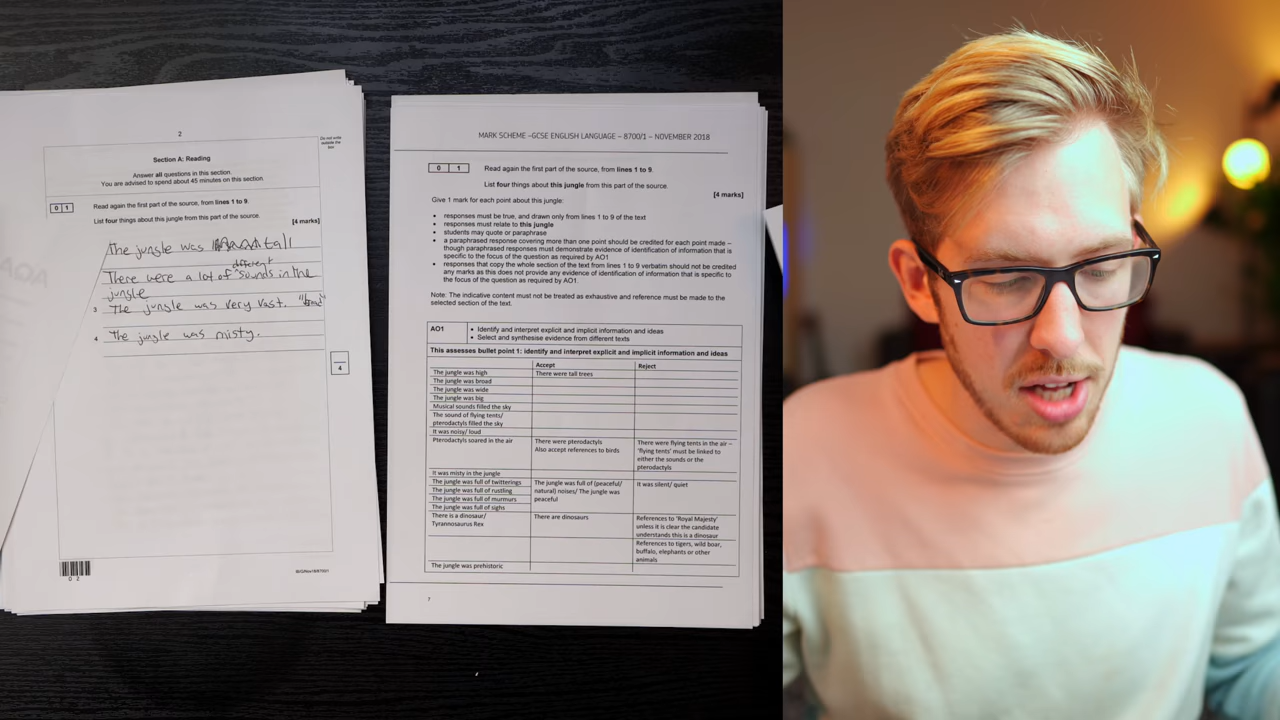 2
Do not write
outside the
box
Section A: Reading
Answer all questions in this section.
You are advised to spend about 45 minutes on this section.
0 1
Read again the first part of the source, from lines 1 to 9.
List four things about this jungle from this part of the source.
[4 marks]
The jungle was tall
different
There were a lot of sounds in the
jungle
3 The jungle was very vast.
4 The jungle was misty.
4
0 2
IB/G/Nov18/8700/1
MARK SCHEME –GCSE ENGLISH LANGUAGE – 8700/1 – NOVEMBER 2018
0 1
Read again the first part of the source, from lines 1 to 9.
List four things about this jungle from this part of the source.
[4 marks]
Give 1 mark for each point about this jungle:
• responses must be true, and drawn only from lines 1 to 9 of the text
• responses must relate to this jungle
• students may quote or paraphrase
• a paraphrased response covering more than one point should be credited for each point made –
though paraphrased responses must demonstrate evidence of identification of information that is
specific to the focus of the question as required by AO1
• responses that copy the whole section of the text from lines 1 to 9 verbatim should not be credited
any marks as this does not provide any evidence of identification of information that is specific to
the focus of the question as required by AO1.
Note: The indicative content must not be treated as exhaustive and reference must be made to the
selected section of the text.
AO1
• Identify and interpret explicit and implicit information and ideas
• Select and synthesise evidence from different texts
This assesses bullet point 1: identify and interpret explicit and implicit information and ideas
Accept Reject
The jungle was high There were tall trees
The jungle was broad
The jungle was wide
The jungle was big
Musical sounds filled the sky
The sound of flying tents/
pterodactyls filled the sky
It was noisy/ loud
Pterodactyls soared in the air There were pterodactyls There were flying tents in the air –
Also accept references to birds 'flying tents' must be linked to
either the sounds or the
pterodactyls
It was misty in the jungle
The jungle was full of twitterings The jungle was full of (peaceful/ It was silent/ quiet
The jungle was full of rustling natural) noises/ The jungle was
The jungle was full of murmurs peaceful
The jungle was full of sighs
There is a dinosaur/ There are dinosaurs References to 'Royal Majesty'
Tyrannosaurus Rex unless it is clear the candidate
understands this is a dinosaur
References to tigers, wild boar,
buffalo, elephants or other
animals
The jungle was prehistoric
7